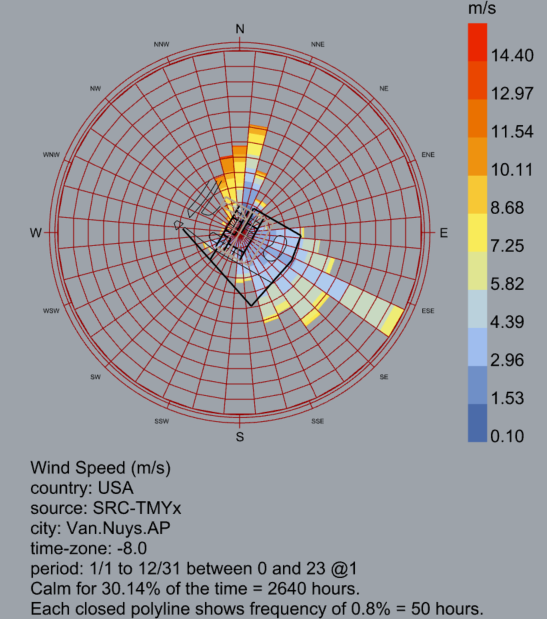 m/s
N
NNW
NNE
14.40
NW
NE
12.97
11.54
WNW
ENE
10.11
8.68
W
E
7.25
5.82
WSW
ESE
4.39
2.96
SW
SE
1.53
SSW
SSE
0.10
S
Wind Speed (m/s)
country: USA
source: SRC-TMYx
city: Van.Nuys.AP
time-zone: -8.0
period: 1/1 to 12/31 between 0 and 23 @1
Calm for 30.14% of the time = 2640 hours.
Each closed polyline shows frequency of 0.8% = 50 hours.